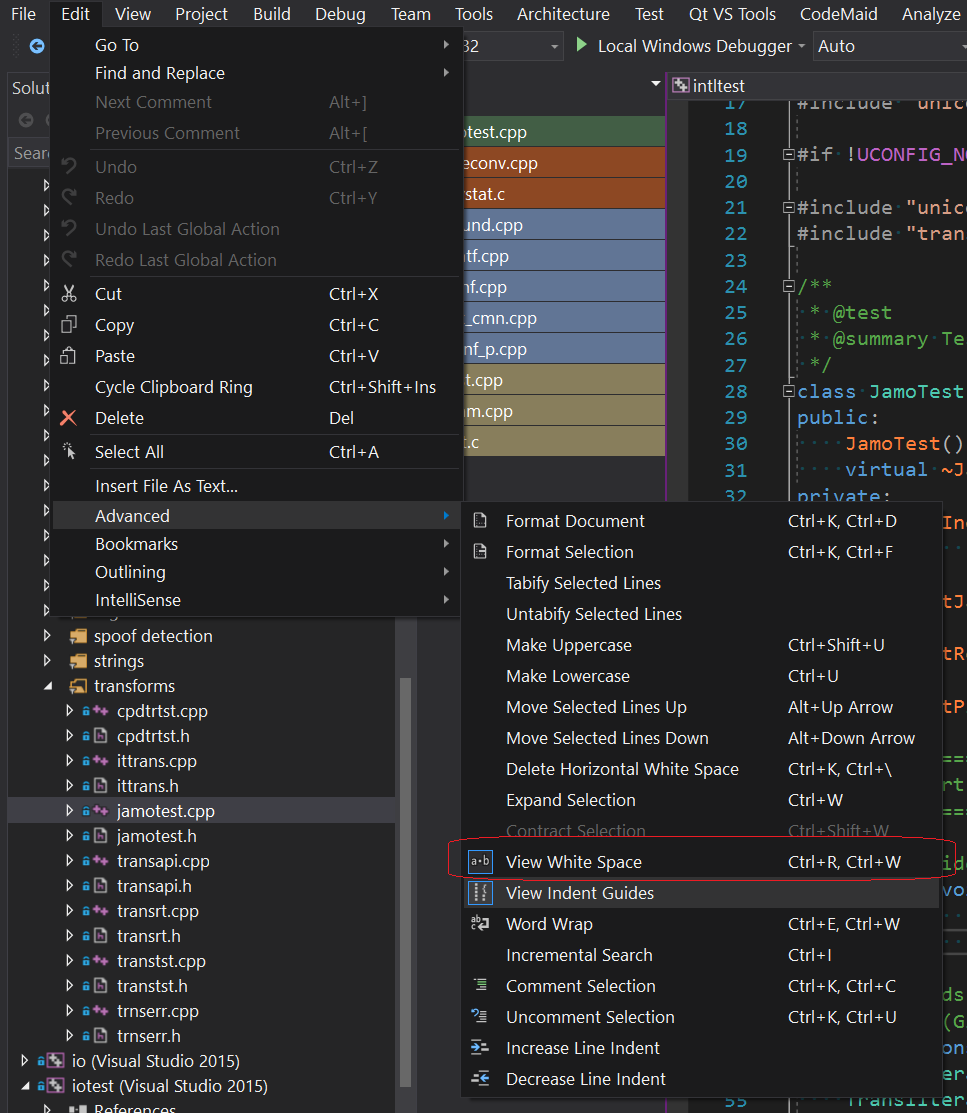 File Edit View Project Build Debug Team Tools Architecture Test Qt VS Tools CodeMaid Analyze
32 Local Windows Debugger Auto
Go To
Find and Replace
Next Comment Alt+]
Previous Comment Alt+[
Undo Ctrl+Z
Redo Ctrl+Y
Undo Last Global Action
Redo Last Global Action
Cut Ctrl+X
Copy Ctrl+C
Paste Ctrl+V
Cycle Clipboard Ring Ctrl+Shift+Ins
Delete Del
Select All Ctrl+A
Insert File As Text...
Advanced
Bookmarks
Outlining
IntelliSense
Format Document Ctrl+K, Ctrl+D
Format Selection Ctrl+K, Ctrl+F
Tabify Selected Lines
Untabify Selected Lines
Make Uppercase Ctrl+Shift+U
Make Lowercase Ctrl+U
Move Selected Lines Up Alt+Up Arrow
Move Selected Lines Down Alt+Down Arrow
Delete Horizontal White Space Ctrl+K, Ctrl+\
Expand Selection Ctrl+W
Contract Selection Ctrl+Shift+W
a·b View White Space Ctrl+R, Ctrl+W
View Indent Guides
Word Wrap Ctrl+E, Ctrl+W
Incremental Search Ctrl+I
Comment Selection Ctrl+K, Ctrl+C
Uncomment Selection Ctrl+K, Ctrl+U
Increase Line Indent
Decrease Line Indent
Solut
Sear
spoof detection
strings
transforms
cpdtrtst.cpp
cpdtrtst.h
ittrans.cpp
ittrans.h
jamotest.cpp
jamotest.h
transapi.cpp
transapi.h
transrt.cpp
transrt.h
transtst.cpp
transtst.h
trnserr.cpp
trnserr.h
io (Visual Studio 2015)
iotest (Visual Studio 2015)
References
otest.cpp
econv.cpp
rstat.c
und.cpp
ntf.cpp
nf.cpp
t_cmn.cpp
nf_p.cpp
t.cpp
am.cpp
t.c
intltest
17 #include "unic
18
19 #if !UCONFIG_N
20
21 #include "unic
22 #include "tran
23
24 /**
25 * @test
26 * @summary Te
27 */
28 class JamoTest
29 public:
30 JamoTest()
31 virtual ~J
32 private:
55 Transliter